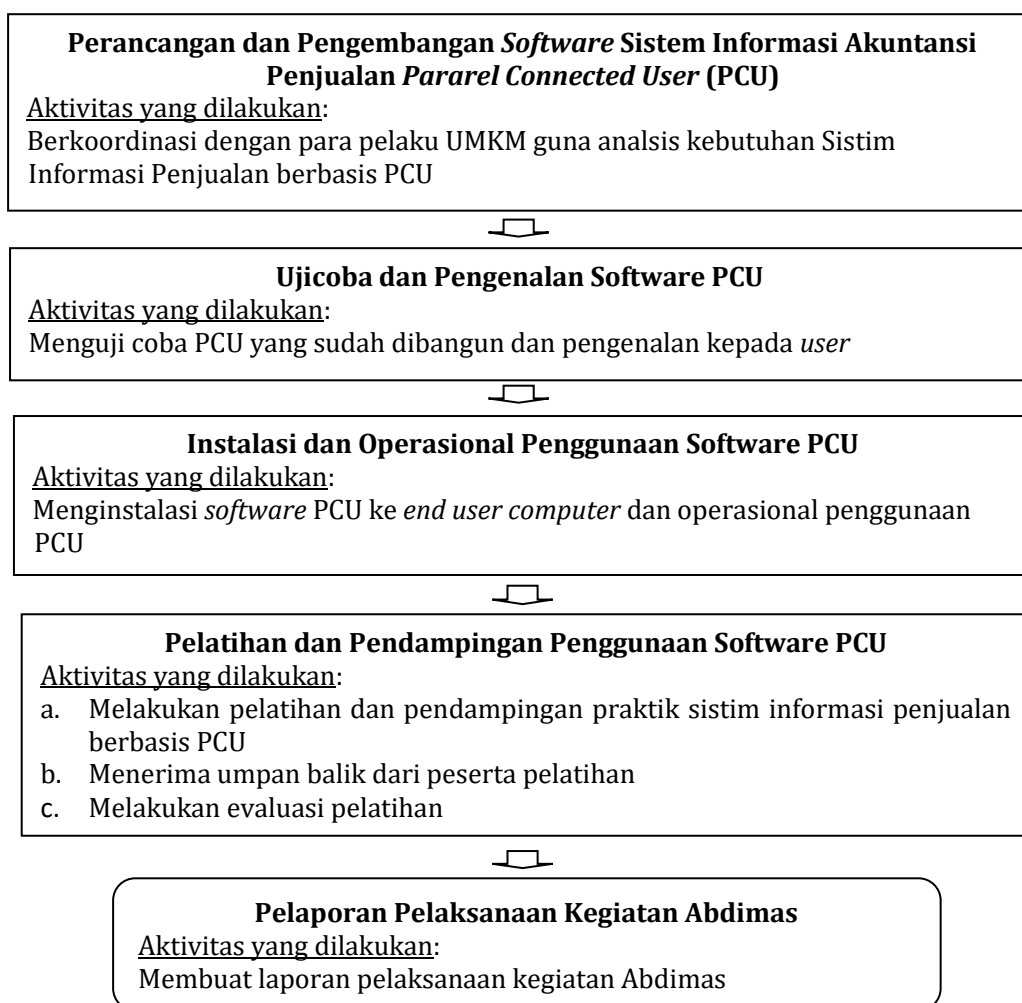 Perancangan dan Pengembangan Software Sistem Informasi Akuntansi
Penjualan Pararel Connected User (PCU)
Aktivitas yang dilakukan:
Berkoordinasi dengan para pelaku UMKM guna analsis kebutuhan Sistim
Informasi Penjualan berbasis PCU
Ujicoba dan Pengenalan Software PCU
Aktivitas yang dilakukan:
Menguji coba PCU yang sudah dibangun dan pengenalan kepada user
Instalasi dan Operasional Penggunaan Software PCU
Aktivitas yang dilakukan:
Menginstalasi software PCU ke end user computer dan operasional penggunaan
PCU
Pelatihan dan Pendampingan Penggunaan Software PCU
Aktivitas yang dilakukan:
a. Melakukan pelatihan dan pendampingan praktik sistim informasi penjualan
berbasis PCU
b. Menerima umpan balik dari peserta pelatihan
c. Melakukan evaluasi pelatihan
Pelaporan Pelaksanaan Kegiatan Abdimas
Aktivitas yang dilakukan:
Membuat laporan pelaksanaan kegiatan Abdimas